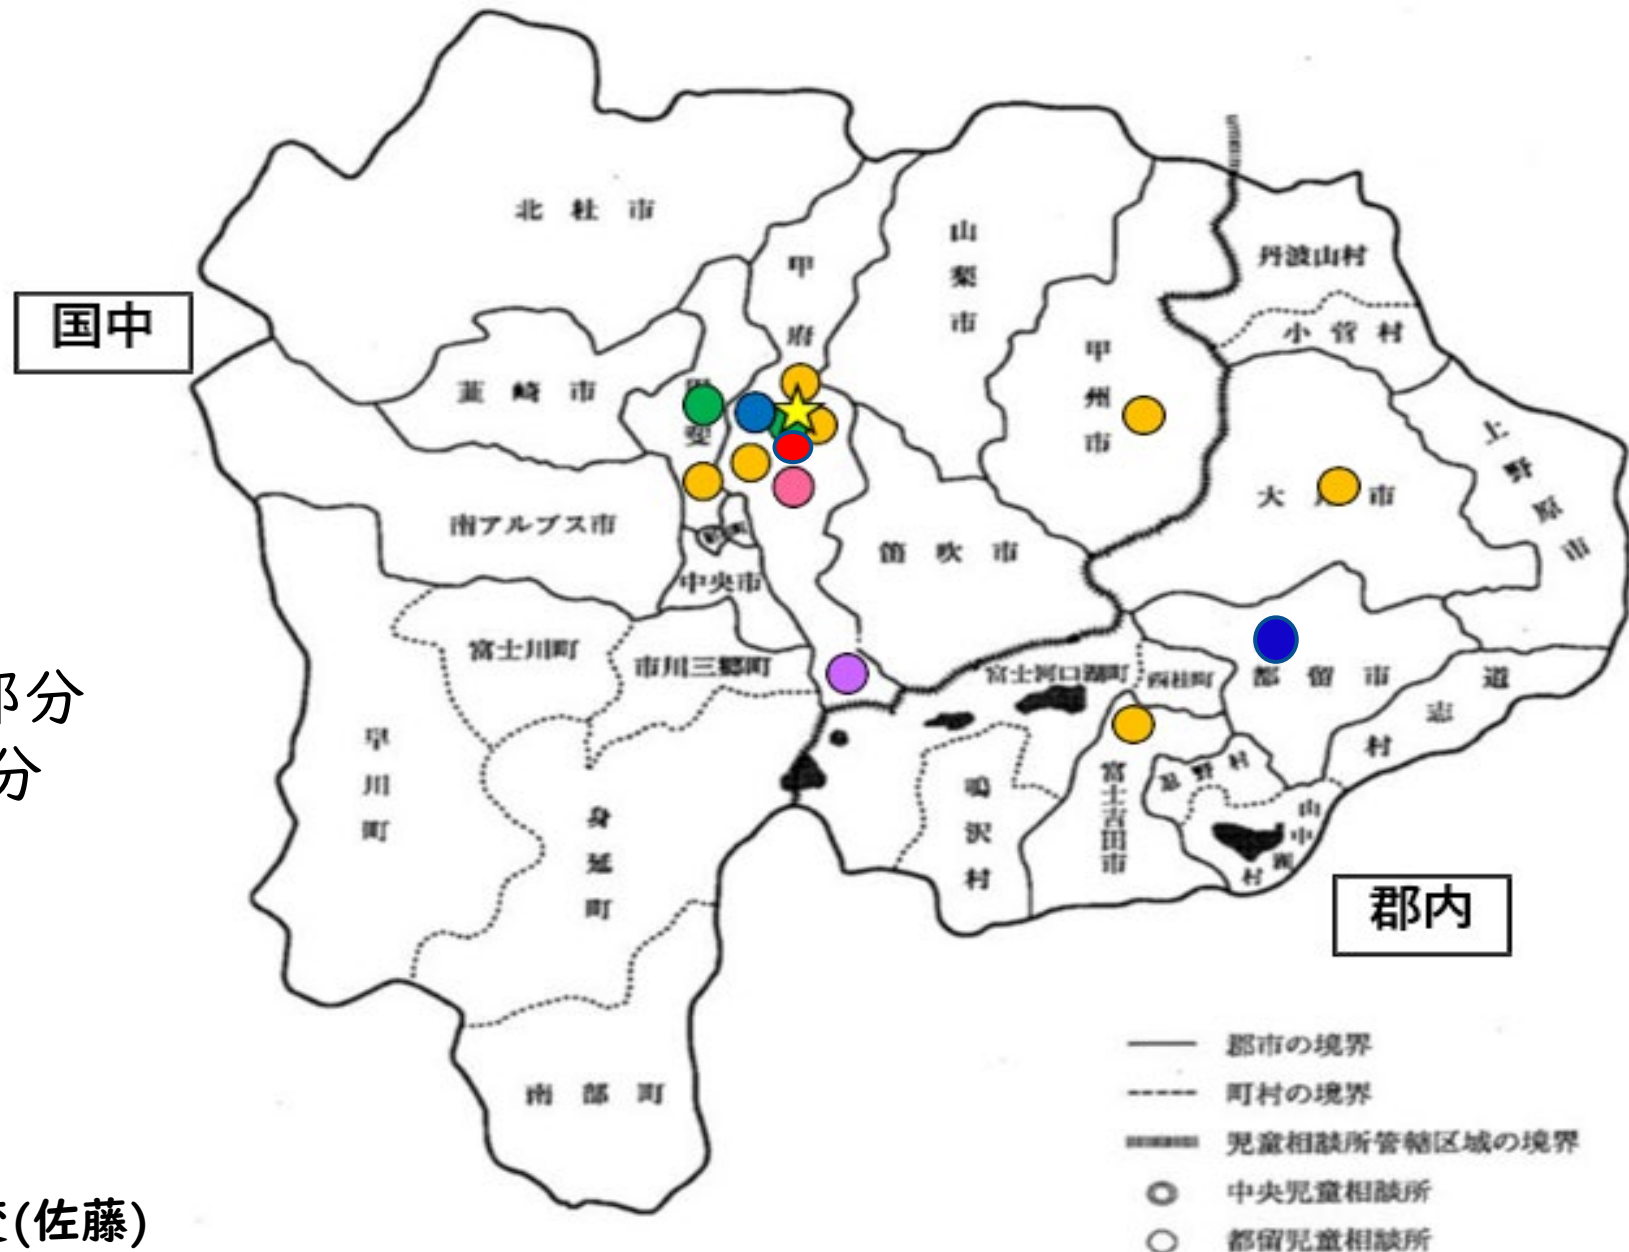 北杜市
甲府
山梨市
丹波山村
小菅村
国中
韮崎市
甲州市
上野原市
斐
大 市
南アルプス市
笛吹市
中央市
富士川町
市川三郷町
富士河口湖町
西桂町
都留市
道志村
部分
分
早川町
身延町
鳴沢村
富士吉田市
忍野村
山中湖村
郡内
南部町
郡市の境界
町村の境界
児童相談所管轄区域の境界
中央児童相談所
都留児童相談所
(佐藤)